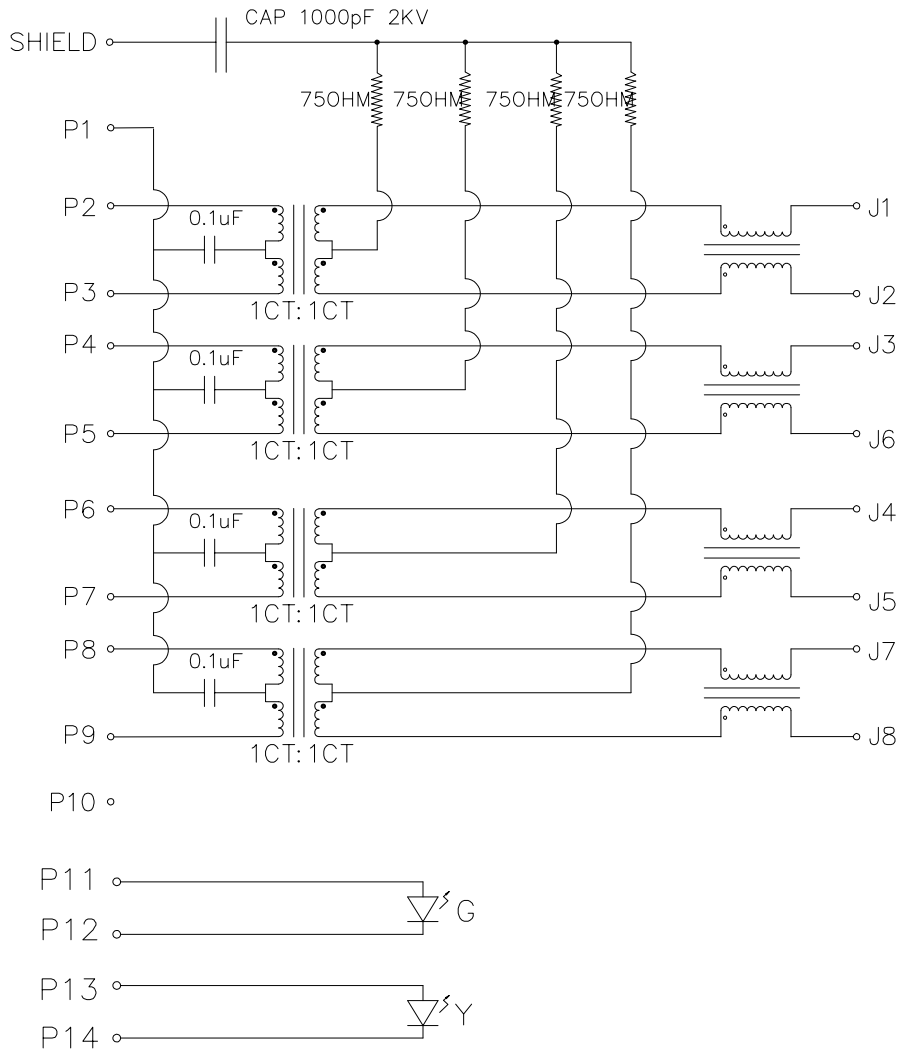 CAP 1000pF 2KV
SHIELD
75OHM 75OHM 75OHM 75OHM
P1
P2
0.1uF
J1
P3
1CT:1CT
J2
P4
0.1uF
J3
P5
1CT:1CT
J6
P6
0.1uF
J4
P7
1CT:1CT
J5
P8
0.1uF
J7
P9
1CT:1CT
J8
P10
P11
G
P12
P13
Y
P14